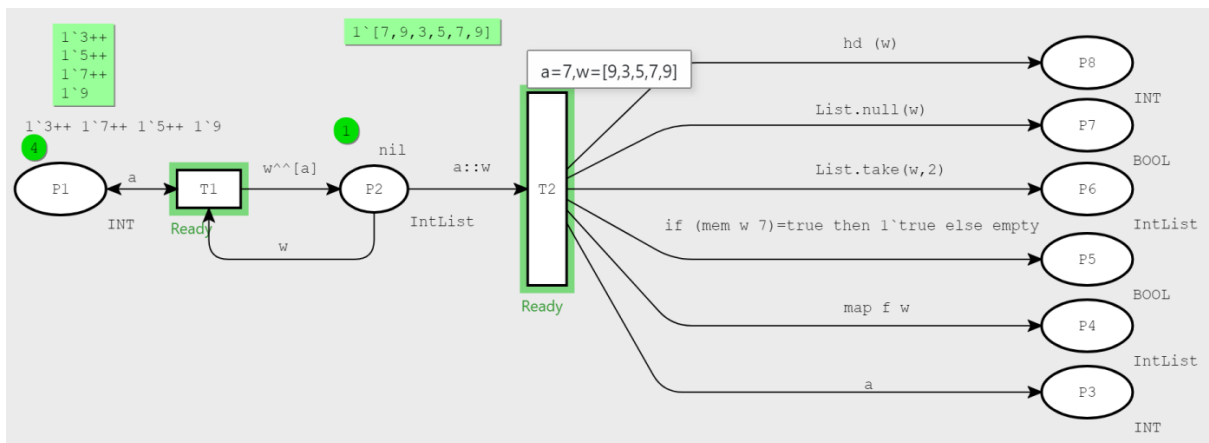 1`3++
1`5++
1`7++
1`9
1`[7,9,3,5,7,9]
a=7,w=[9,3,5,7,9]
1`3++ 1`7++ 1`5++ 1`9
4
P1
INT
a
T1
Ready
w^^[a]
w
1
nil
P2
IntList
a::w
T2
Ready
hd (w)
P8
INT
List.null(w)
P7
BOOL
List.take(w,2)
P6
IntList
if (mem w 7)=true then 1`true else empty
P5
BOOL
map f w
P4
IntList
a
P3
INT